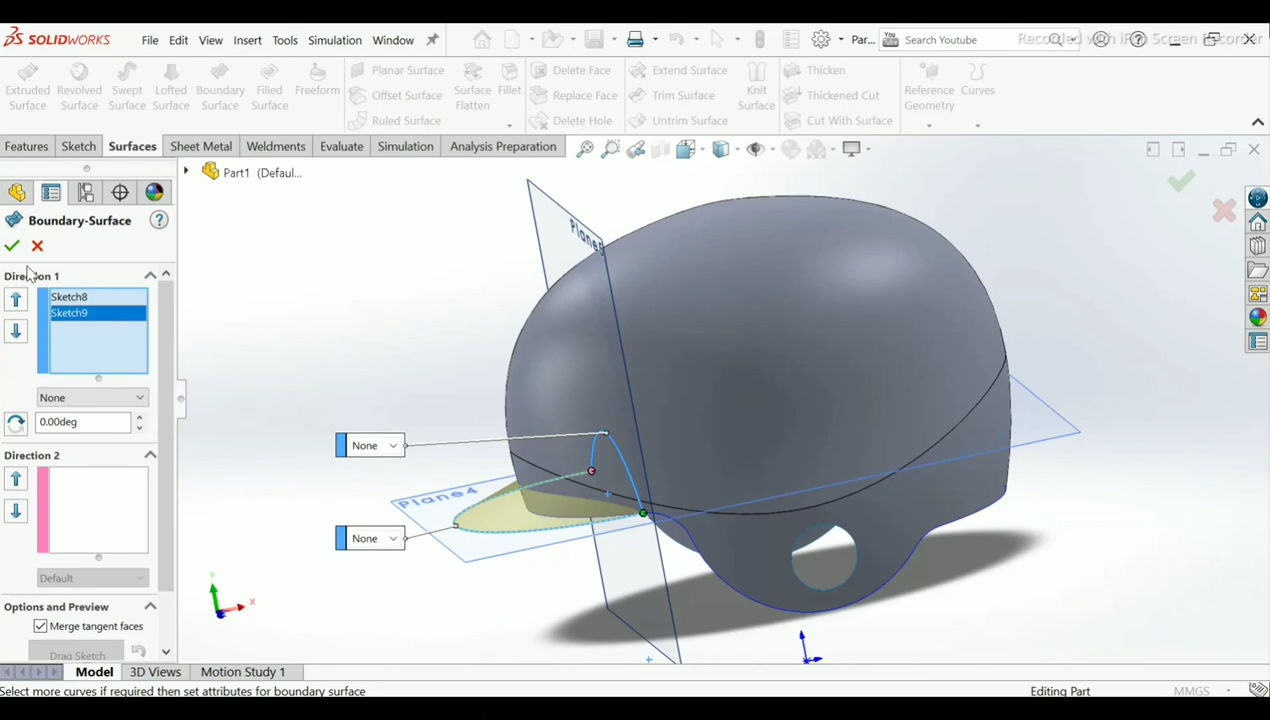 SOLIDWORKS File Edit View Insert Tools Simulation Window Par... Search Youtube
Extruded Surface
Revolved Surface
Swept Surface
Lofted Surface
Boundary Surface
Filled Surface
Freeform
Planar Surface
Offset Surface
Ruled Surface
Surface Flatten
Fillet
Delete Face
Replace Face
Delete Hole
Extend Surface
Trim Surface
Untrim Surface
Knit Surface
Thicken
Thickened Cut
Cut With Surface
Reference Geometry
Curves
Features Sketch Surfaces Sheet Metal Weldments Evaluate Simulation Analysis Preparation
Part1 (Defaul...
Boundary-Surface
Direction 1
Sketch8
Sketch9
None
0.00deg
Direction 2
Default
Options and Preview
Merge tangent faces
Drag Sketch
None
None
Plane4
Y
X
Model 3D Views Motion Study 1
Select more curves if required then set attributes for boundary surface Editing Part MMGS